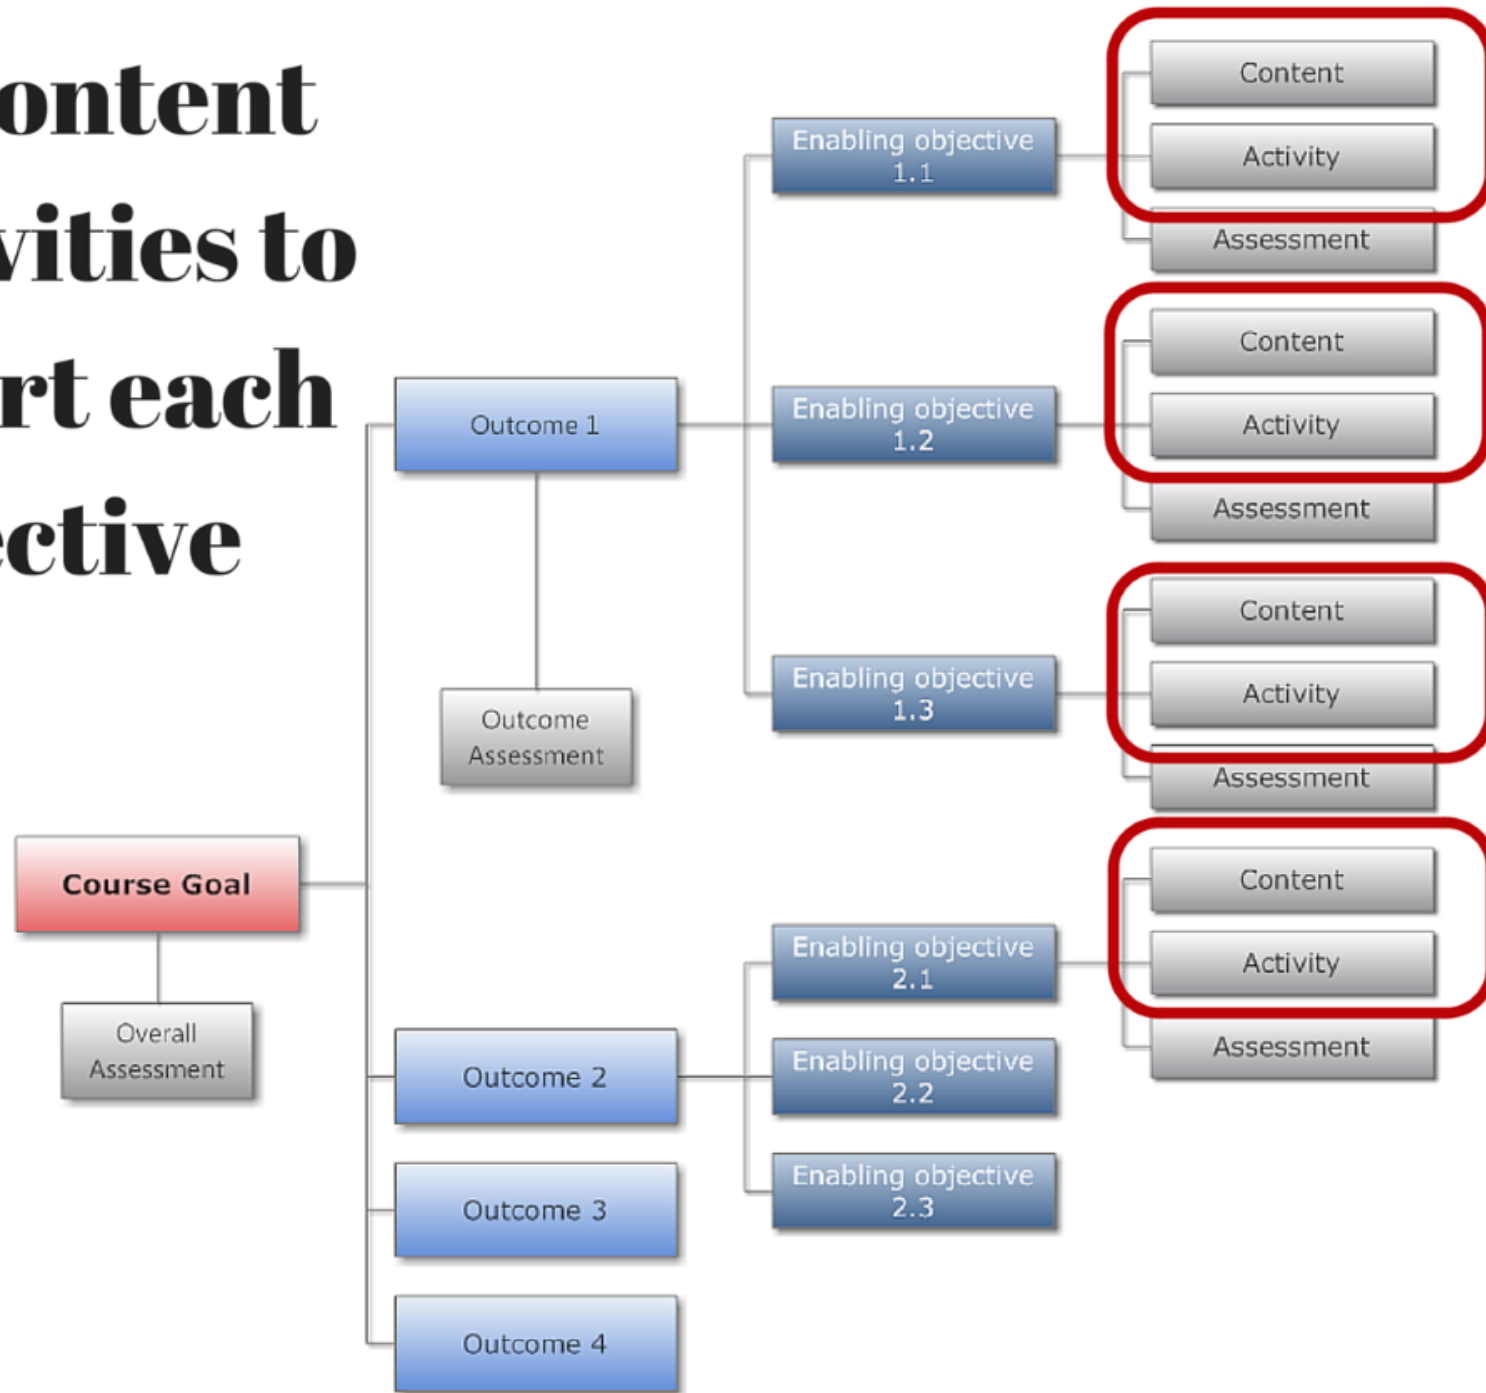 ontent
vities to
rt each
ective
Content
Activity
Assessment
Enabling objective
1.1
Content
Activity
Assessment
Enabling objective
1.2
Outcome 1
Content
Activity
Assessment
Enabling objective
1.3
Outcome
Assessment
Course Goal
Overall
Assessment
Content
Activity
Assessment
Enabling objective
2.1
Outcome 2
Enabling objective
2.2
Enabling objective
2.3
Outcome 3
Outcome 4